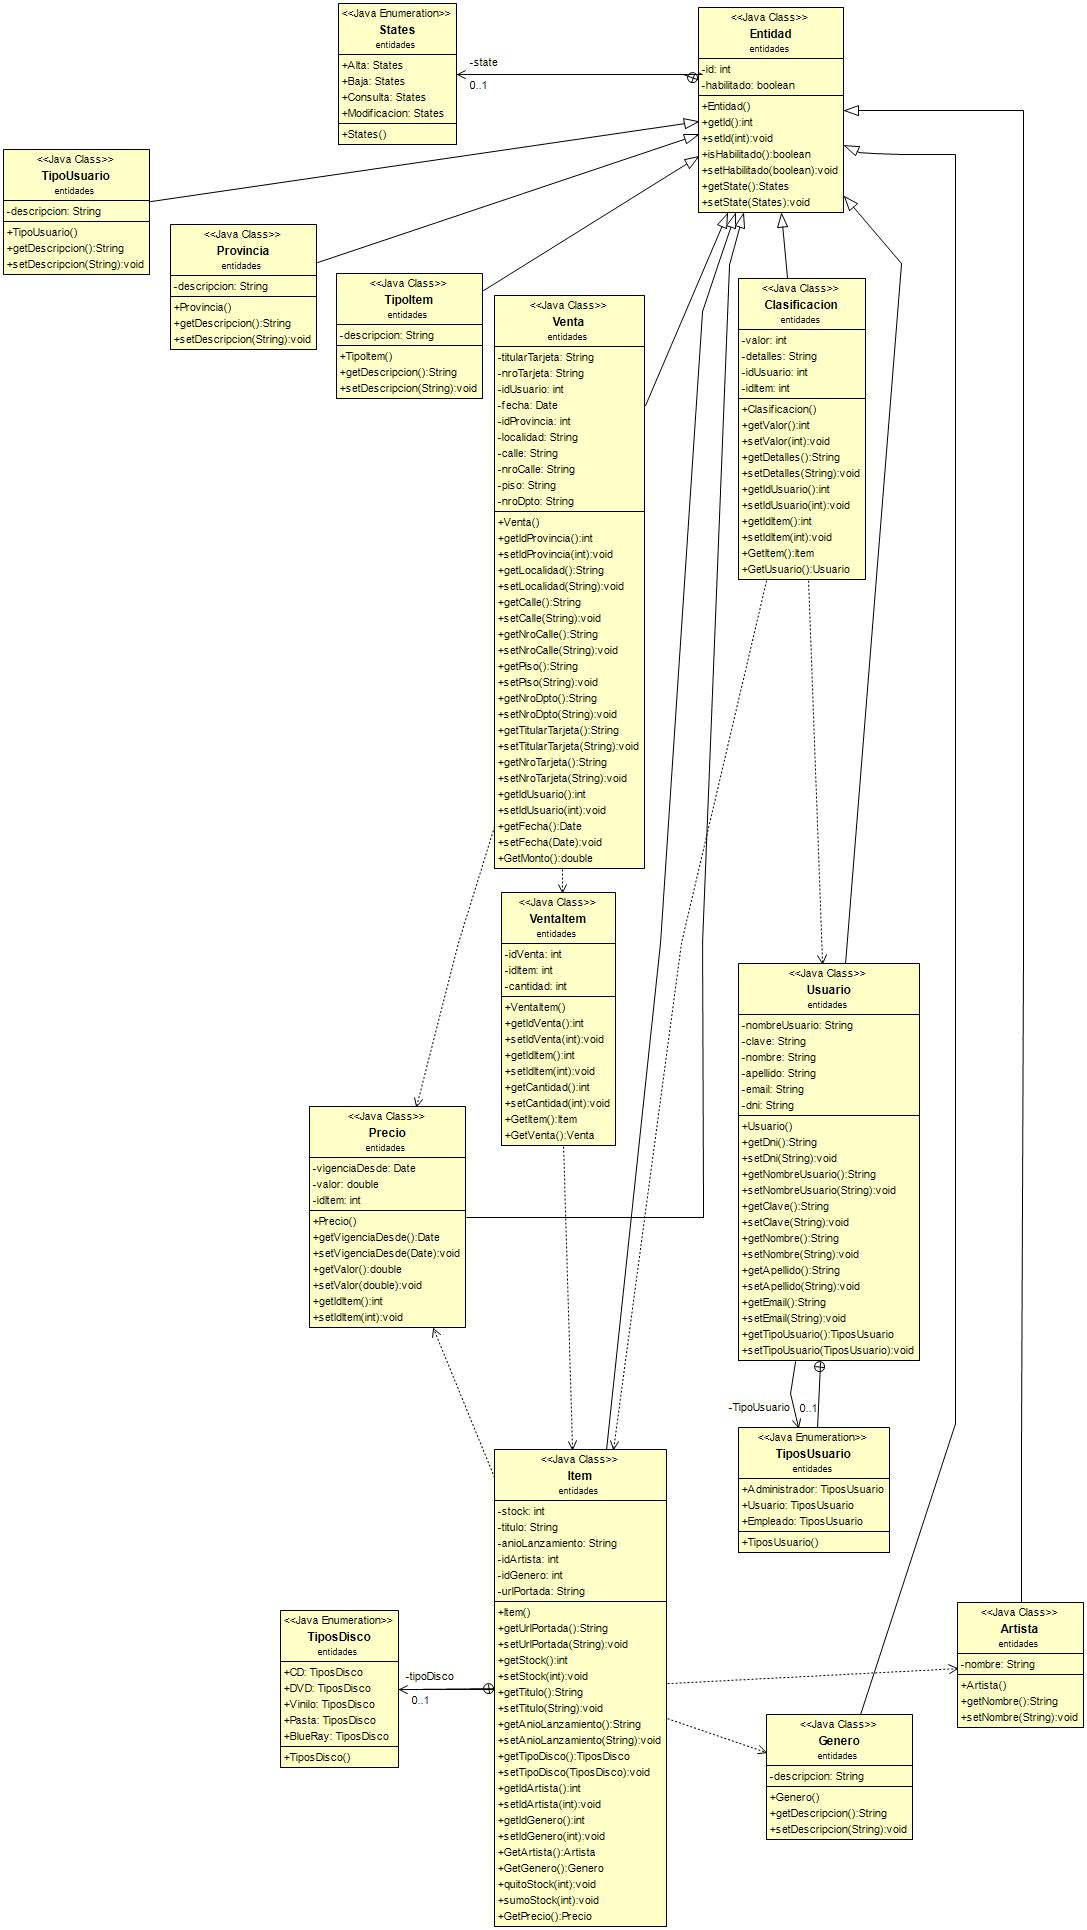 <<Java Enumeration>>
States
entidades
+Alta: States
+Baja: States
+Consulta: States
+Modificacion: States
+States()
-state
0..1
<<Java Class>>
Entidad
entidades
-id: int
-habilitado: boolean
+Entidad()
+getId():int
+setId(int):void
+isHabilitado():boolean
+setHabilitado(boolean):void
+getState():States
+setState(States):void
<<Java Class>>
TipoUsuario
entidades
-descripcion: String
+TipoUsuario()
+getDescripcion():String
+setDescripcion(String):void
<<Java Class>>
Provincia
entidades
-descripcion: String
+Provincia()
+getDescripcion():String
+setDescripcion(String):void
<<Java Class>>
TipoItem
entidades
-descripcion: String
+TipoItem()
+getDescripcion():String
+setDescripcion(String):void
<<Java Class>>
Venta
entidades
-titularTarjeta: String
-nroTarjeta: String
-idUsuario: int
-fecha: Date
-idProvincia: int
-localidad: String
-calle: String
-nroCalle: String
-piso: String
-nroDpto: String
+Venta()
+getIdProvincia():int
+setIdProvincia(int):void
+getLocalidad():String
+setLocalidad(String):void
+getCalle():String
+setCalle(String):void
+getNroCalle():String
+setNroCalle(String):void
+getPiso():String
+setPiso(String):void
+getNroDpto():String
+setNroDpto(String):void
+getTitularTarjeta():String
+setTitularTarjeta(String):void
+getNroTarjeta():String
+setNroTarjeta(String):void
+getIdUsuario():int
+setIdUsuario(int):void
+getFecha():Date
+setFecha(Date):void
+GetMonto():double
<<Java Class>>
Clasificacion
entidades
-valor: int
-detalles: String
-idUsuario: int
-idItem: int
+Clasificacion()
+getValor():int
+setValor(int):void
+getDetalles():String
+setDetalles(String):void
+getIdUsuario():int
+setIdUsuario(int):void
+getIdItem():int
+setIdItem(int):void
+GetItem():Item
+GetUsuario():Usuario
<<Java Class>>
VentaItem
entidades
-idVenta: int
-idItem: int
-cantidad: int
+VentaItem()
+getIdVenta():int
+setIdVenta(int):void
+getIdItem():int
+setIdItem(int):void
+getCantidad():int
+setCantidad(int):void
+GetItem():Item
+GetVenta():Venta
<<Java Class>>
Usuario
entidades
-nombreUsuario: String
-clave: String
-nombre: String
-apellido: String
-email: String
-dni: String
+Usuario()
+getDni():String
+setDni(String):void
+getNombreUsuario():String
+setNombreUsuario(String):void
+getClave():String
+setClave(String):void
+getNombre():String
+setNombre(String):void
+getApellido():String
+setApellido(String):void
+getEmail():String
+setEmail(String):void
+getTipoUsuario():TiposUsuario
+setTipoUsuario(TiposUsuario):void
<<Java Class>>
Precio
entidades
-vigenciaDesde: Date
-valor: double
-idItem: int
+Precio()
+getVigenciaDesde():Date
+setVigenciaDesde(Date):void
+getValor():double
+setValor(double):void
+getIdItem():int
+setIdItem(int):void
-TipoUsuario
0..1
<<Java Enumeration>>
TiposUsuario
entidades
+Administrador: TiposUsuario
+Usuario: TiposUsuario
+Empleado: TiposUsuario
+TiposUsuario()
<<Java Class>>
Item
entidades
-stock: int
-titulo: String
-anioLanzamiento: String
-idArtista: int
-idGenero: int
-urlPortada: String
+Item()
+getUrlPortada():String
+setUrlPortada(String):void
+getStock():int
+setStock(int):void
+getTitulo():String
+setTitulo(String):void
+getAnioLanzamiento():String
+setAnioLanzamiento(String):void
+getTipoDisco():TiposDisco
+setTipoDisco(TiposDisco):void
+getIdArtista():int
+setIdArtista(int):void
+getIdGenero():int
+setIdGenero(int):void
+GetArtista():Artista
+GetGenero():Genero
+quitoStock(int):void
+sumoStock(int):void
+GetPrecio():Precio
<<Java Enumeration>>
TiposDisco
entidades
+CD: TiposDisco
+DVD: TiposDisco
+Vinilo: TiposDisco
+Pasta: TiposDisco
+BlueRay: TiposDisco
+TiposDisco()
-tipoDisco
0..1
<<Java Class>>
Artista
entidades
-nombre: String
+Artista()
+getNombre():String
+setNombre(String):void
<<Java Class>>
Genero
entidades
-descripcion: String
+Genero()
+getDescripcion():String
+setDescripcion(String):void